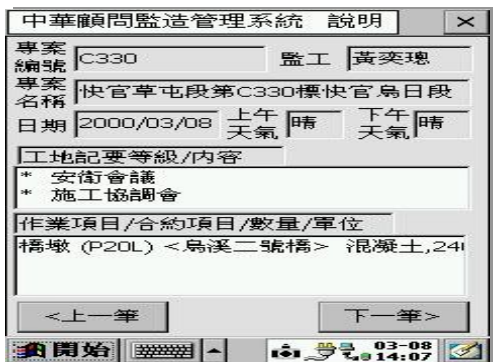 中華顧問監造管理系統 說明
專案編號 C330 監工 黃奕璁
專案名稱 快官草屯段第C330標快官烏日段
日期 2000/03/08 上午天氣 晴 下午天氣 晴
工地記要等級/內容
* 安衛會議
* 施工協調會
作業項目/合約項目/數量/單位
橋墩 (P20L) <烏溪二號橋> 混凝土,24
<上一筆 下一筆>
開始 03-08
14:07